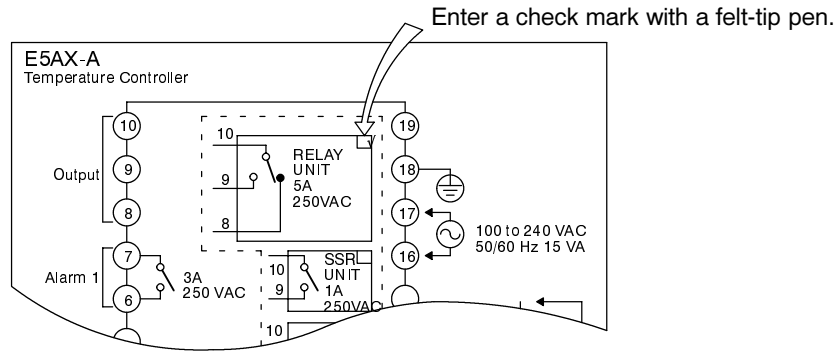 Enter a check mark with a felt-tip pen.
E5AX-A
Temperature Controller
10
9
8
Output
7
6
Alarm 1
3A
250 VAC
10
9
8
RELAY
UNIT
5A
250VAC
10
9
SSR
UNIT
1A
250VAC
10
19
18
17
16
100 to 240 VAC
50/60 Hz 15 VA